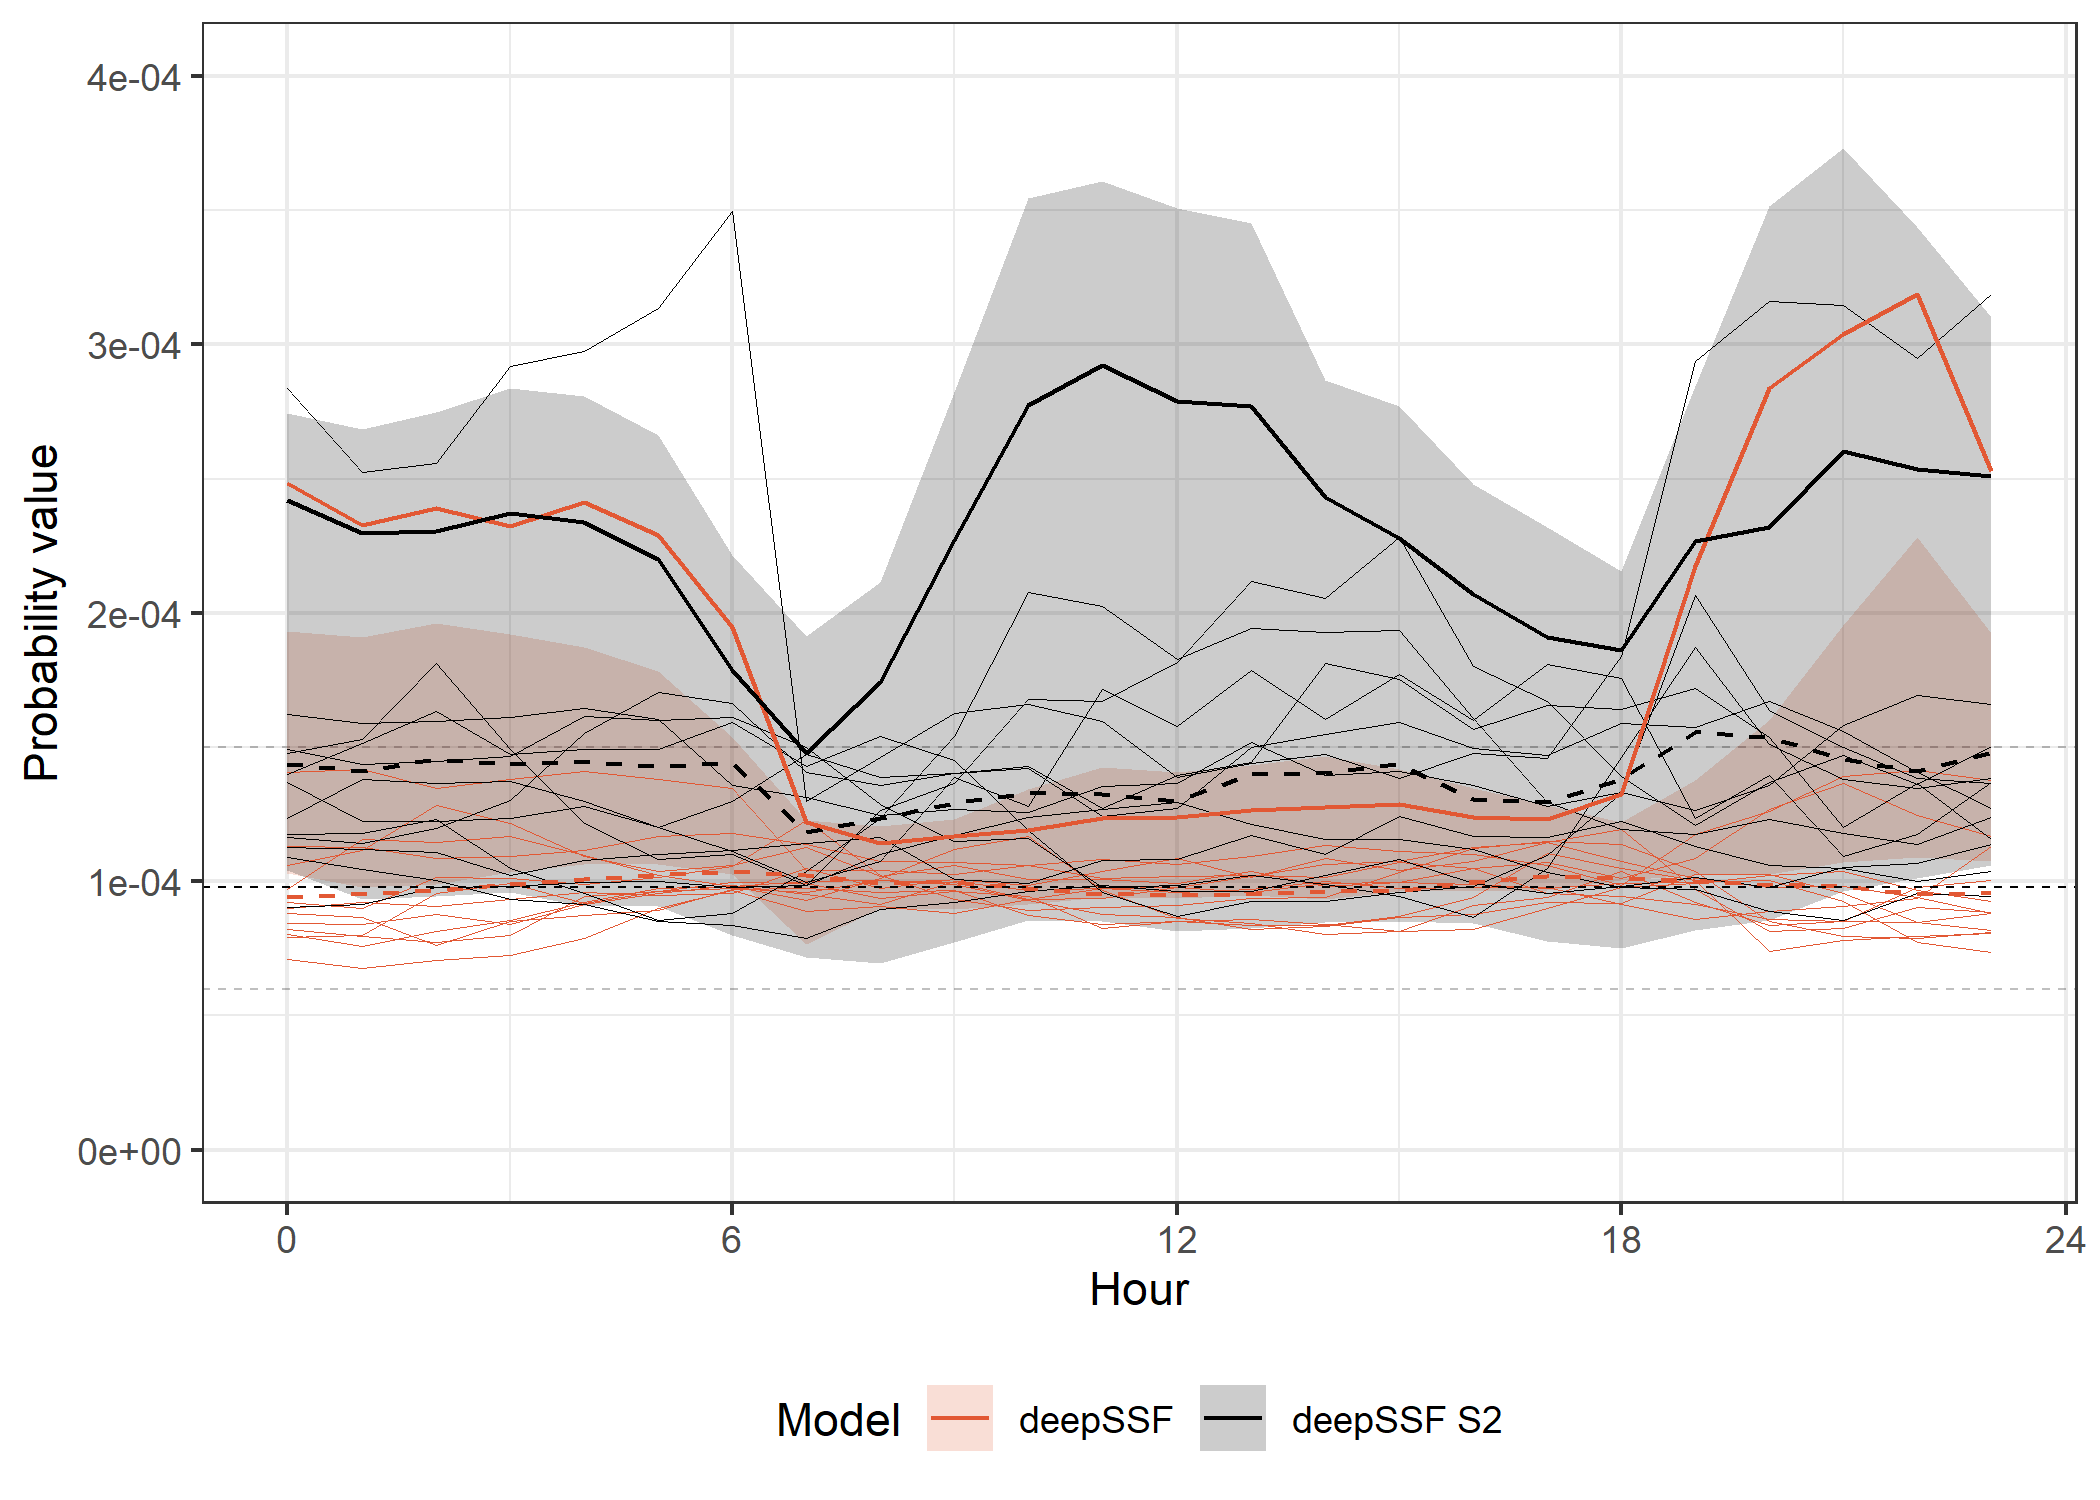 Probability value
4e-04
3e-04
2e-04
1e-04
0e+00
0 6 12 18 24
Hour
Model deepSSF deepSSF S2